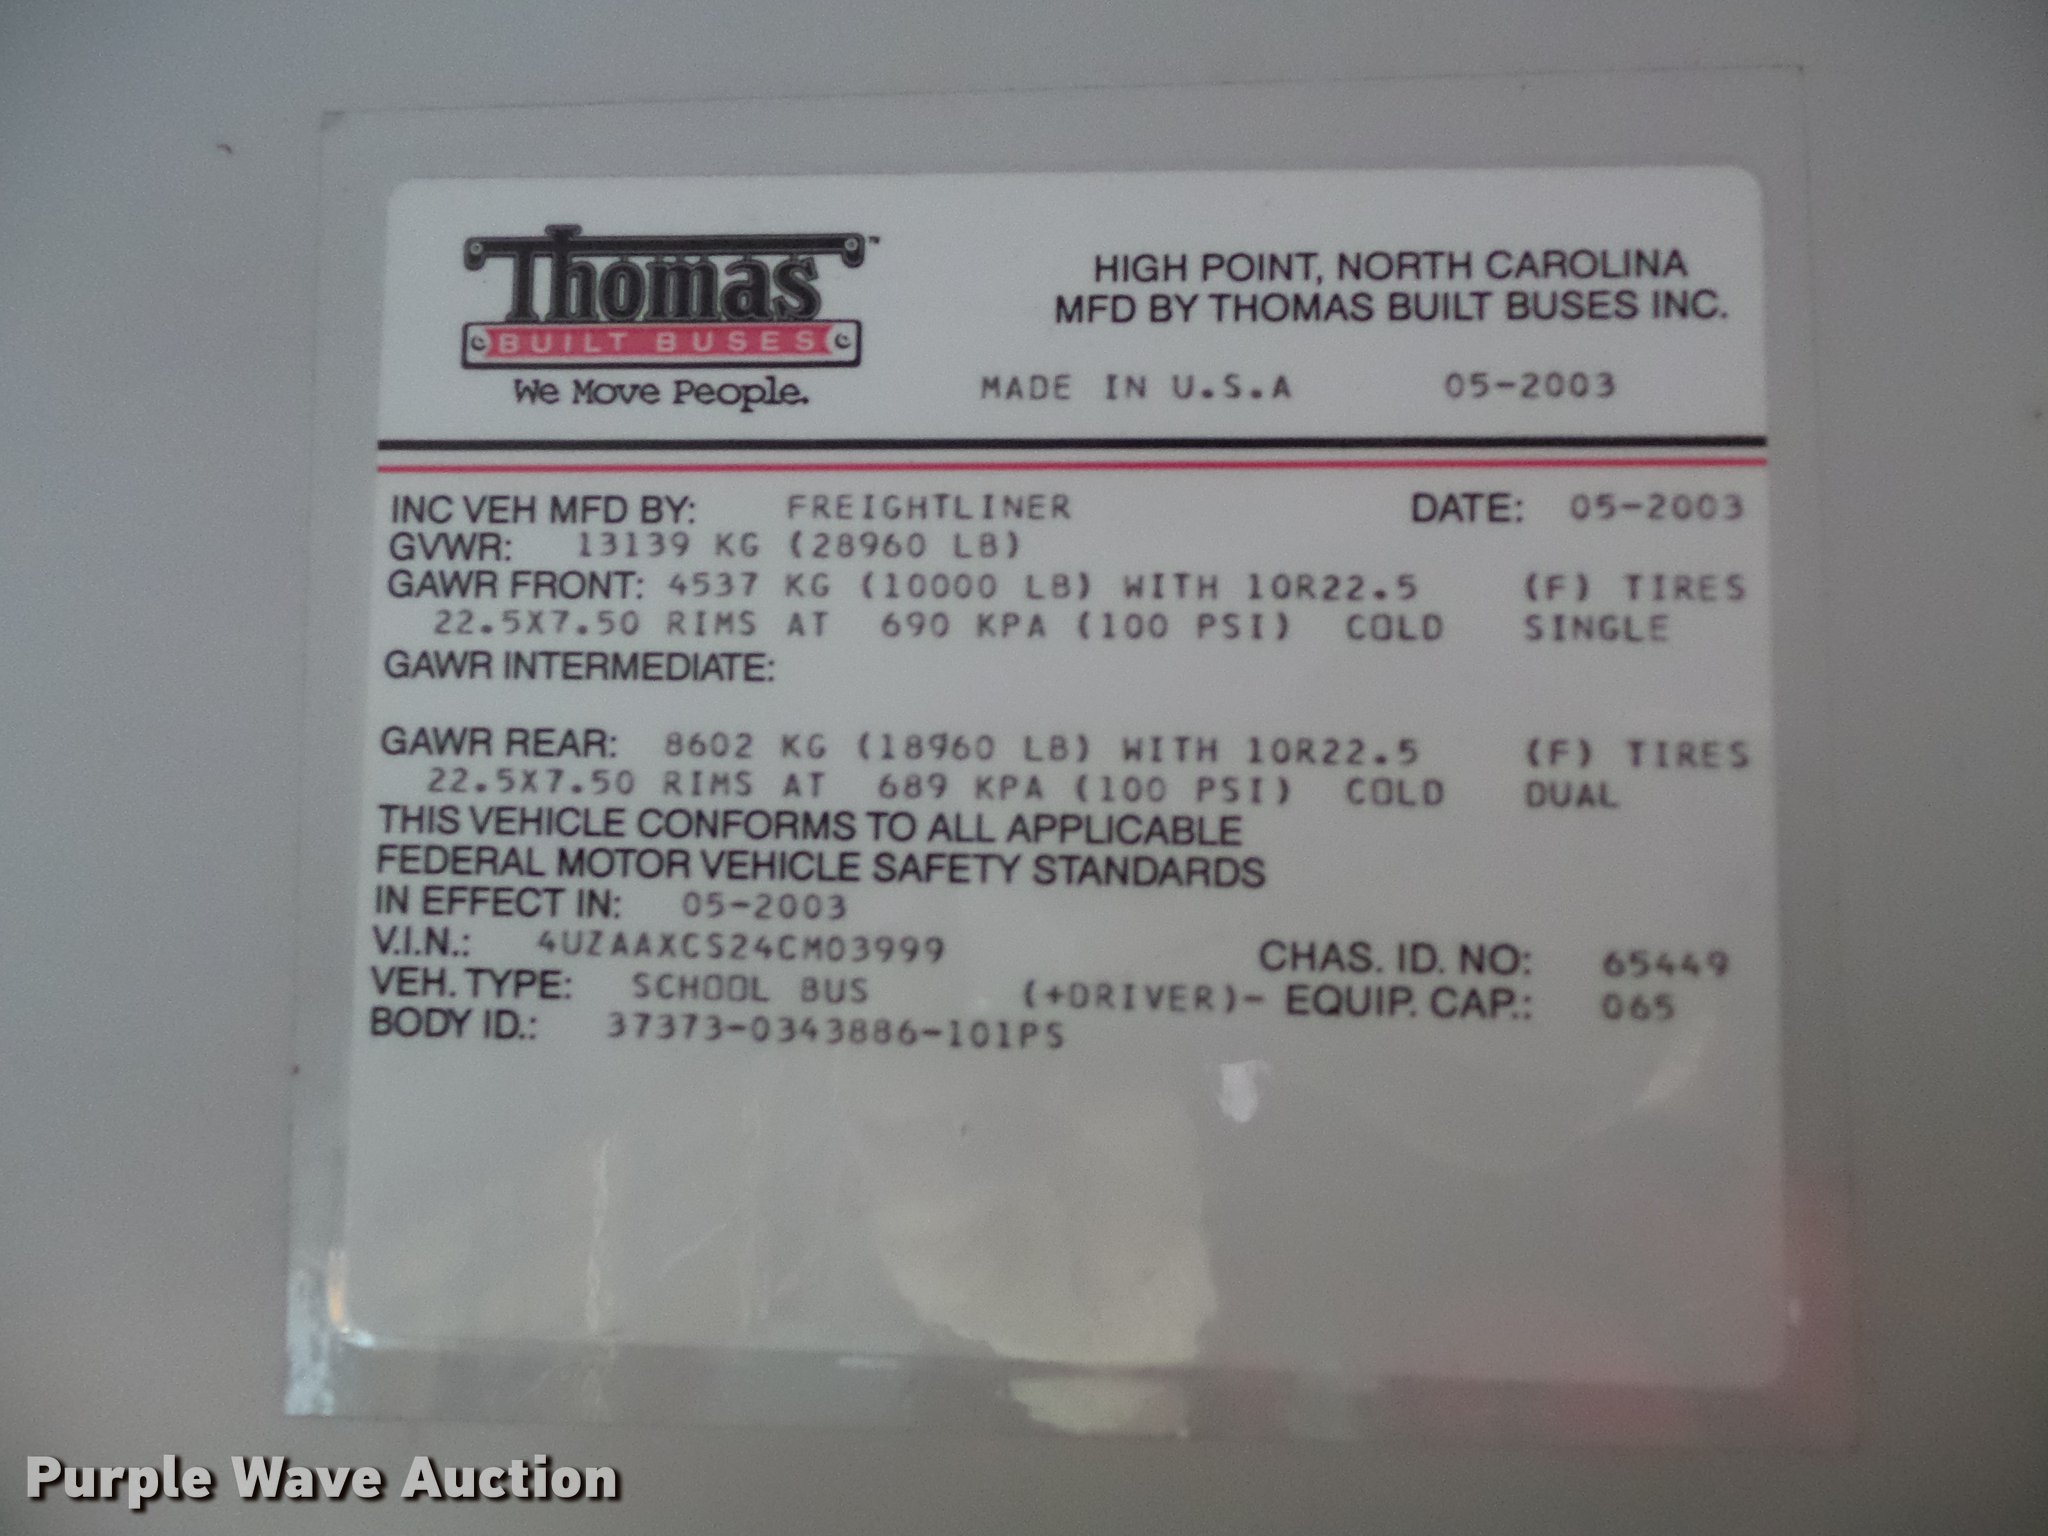 Thomas™
BUILT BUSES
We Move People.
HIGH POINT, NORTH CAROLINA
MFD BY THOMAS BUILT BUSES INC.
MADE IN U.S.A 05-2003
INC VEH MFD BY: FREIGHTLINER DATE: 05-2003
GVWR: 13139 KG (28960 LB)
GAWR FRONT: 4537 KG (10000 LB) WITH 10R22.5 (F) TIRES
22.5X7.50 RIMS AT 690 KPA (100 PSI) COLD SINGLE
GAWR INTERMEDIATE:
GAWR REAR: 8602 KG (18960 LB) WITH 10R22.5 (F) TIRES
22.5X7.50 RIMS AT 689 KPA (100 PSI) COLD DUAL
THIS VEHICLE CONFORMS TO ALL APPLICABLE
FEDERAL MOTOR VEHICLE SAFETY STANDARDS
IN EFFECT IN: 05-2003
V.I.N.: 4UZAAXCS24CM03999 CHAS. ID. NO: 65449
VEH. TYPE: SCHOOL BUS (+DRIVER)- EQUIP. CAP.: 065
BODY ID.: 37373-0343886-101PS
Purple Wave Auction